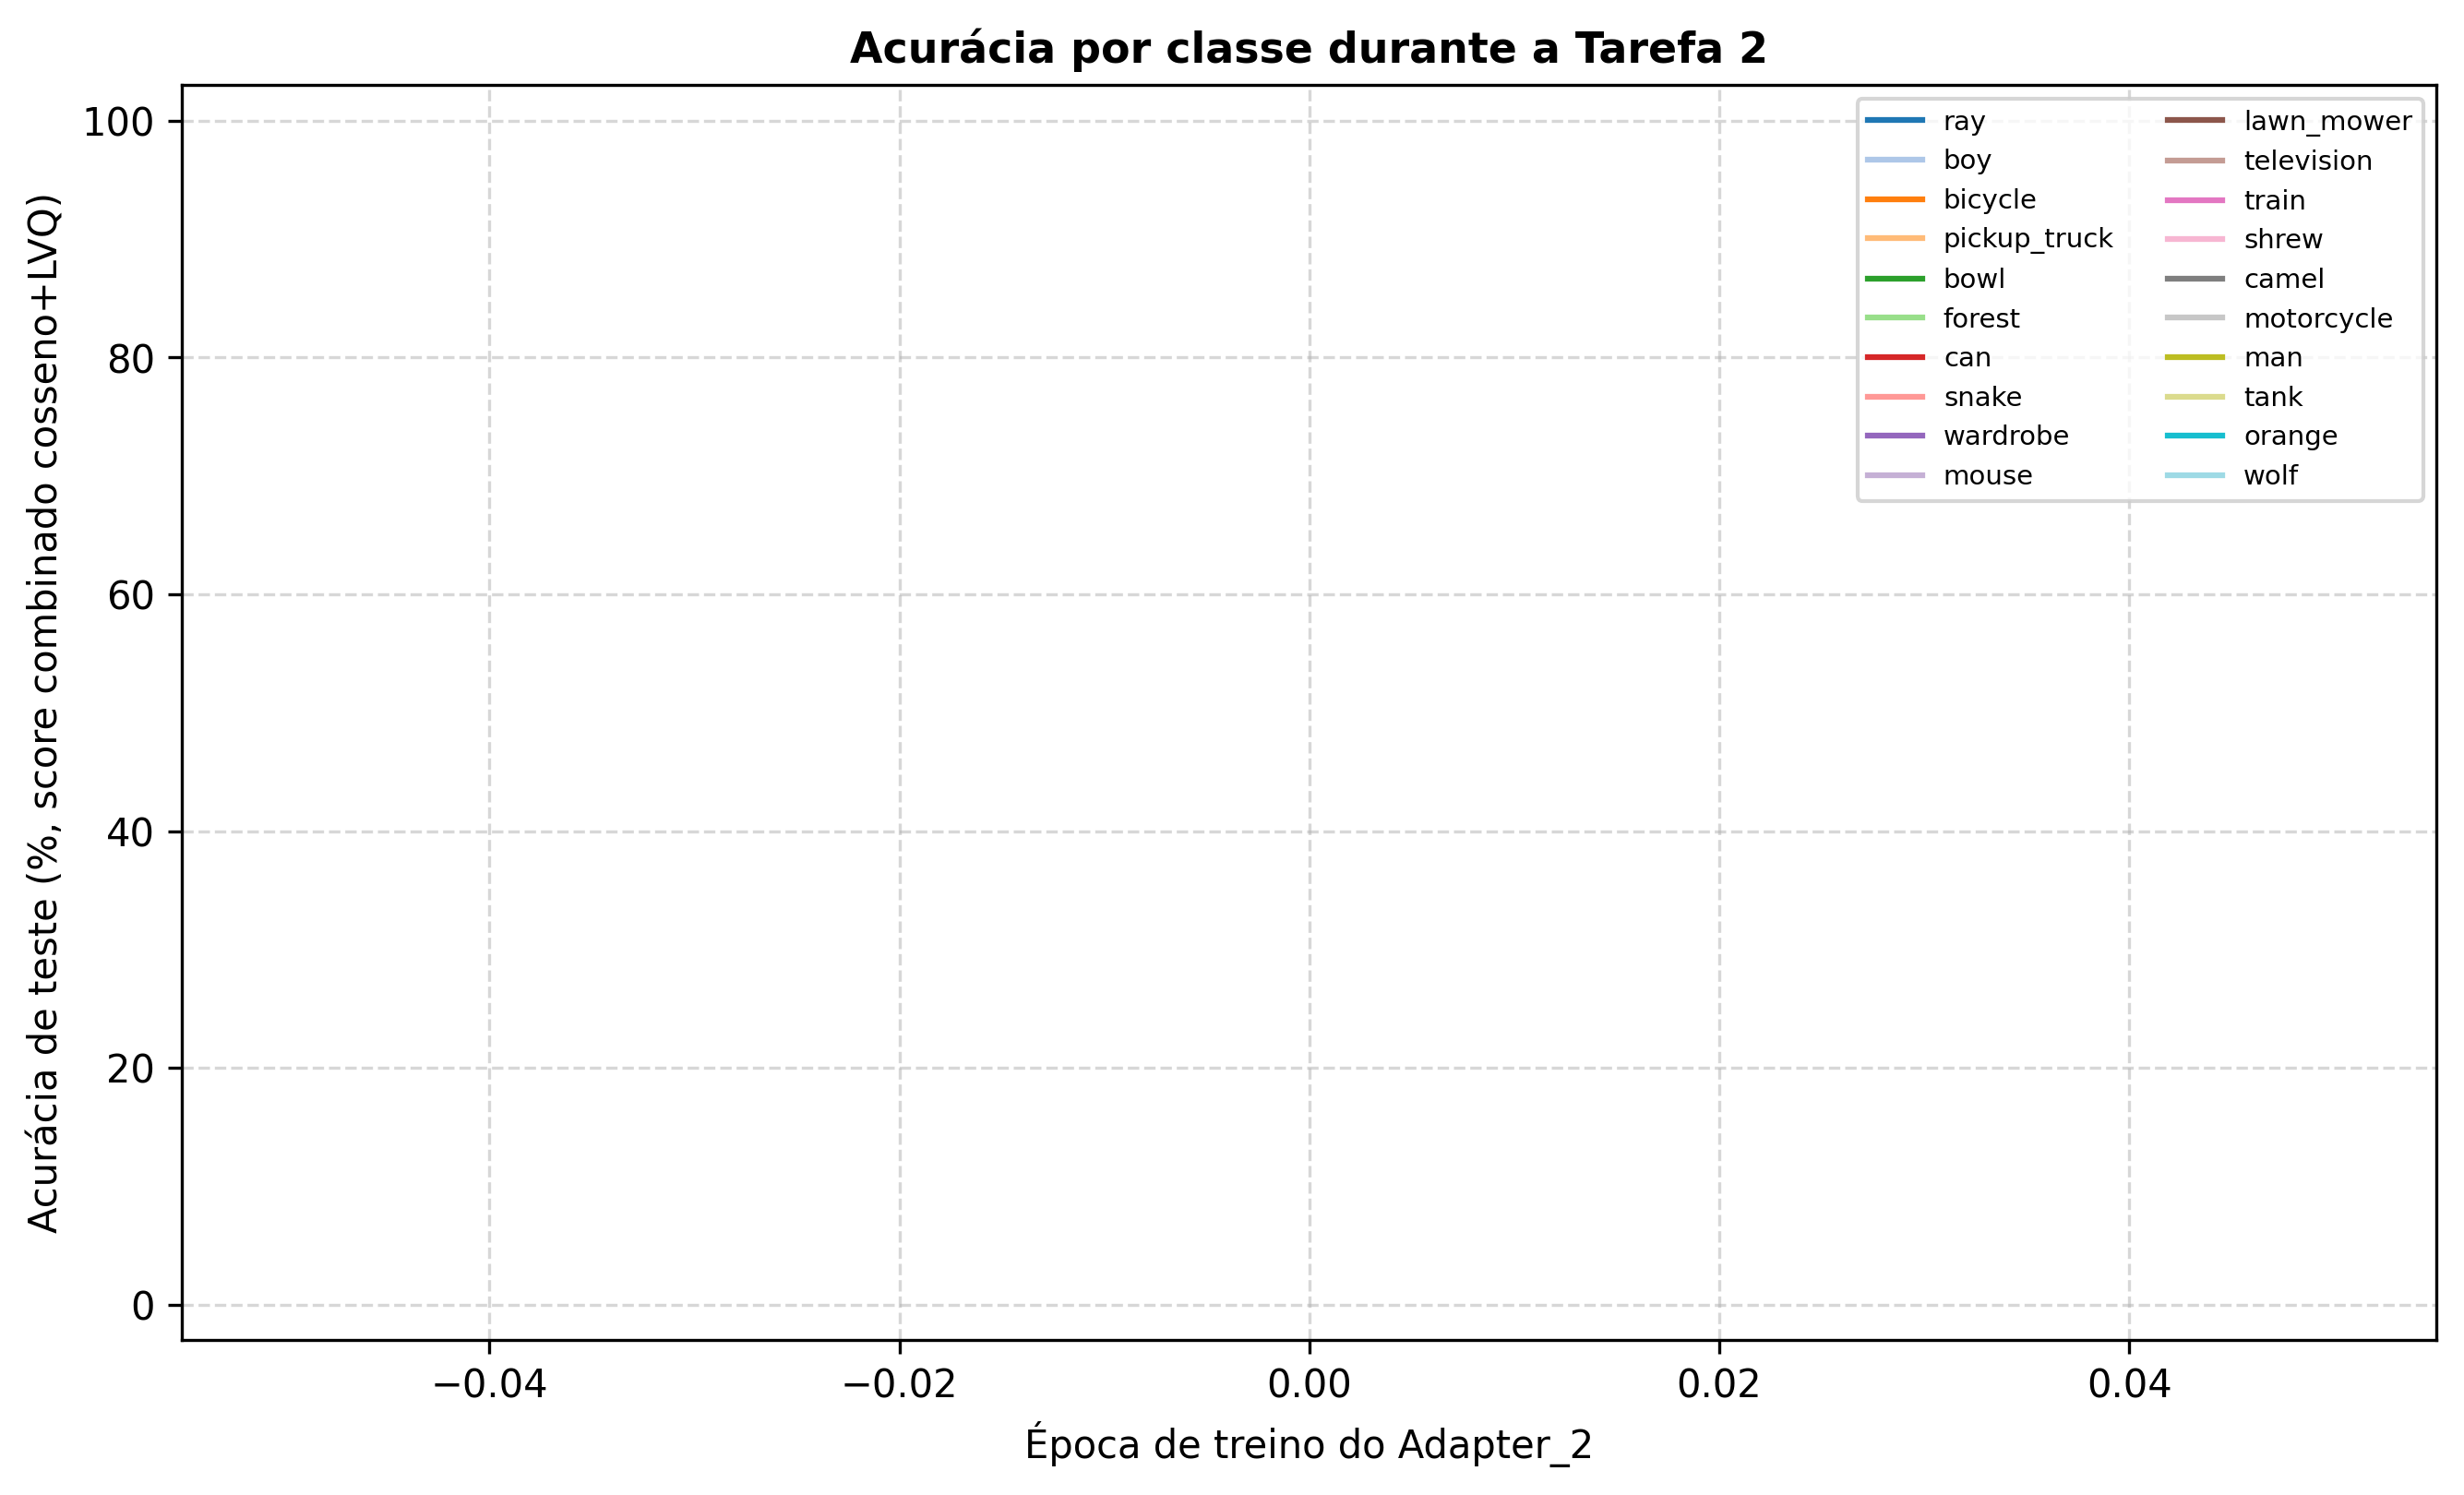 Acurácia por classe durante a Tarefa 2
Acurácia de teste (%, score combinado cosseno+LVQ)
100
80
60
40
20
0
ray
boy
bicycle
pickup_truck
bowl
forest
can
snake
wardrobe
mouse
lawn_mower
television
train
shrew
camel
motorcycle
man
tank
orange
wolf
−0.04 −0.02 0.00 0.02 0.04
Época de treino do Adapter_2